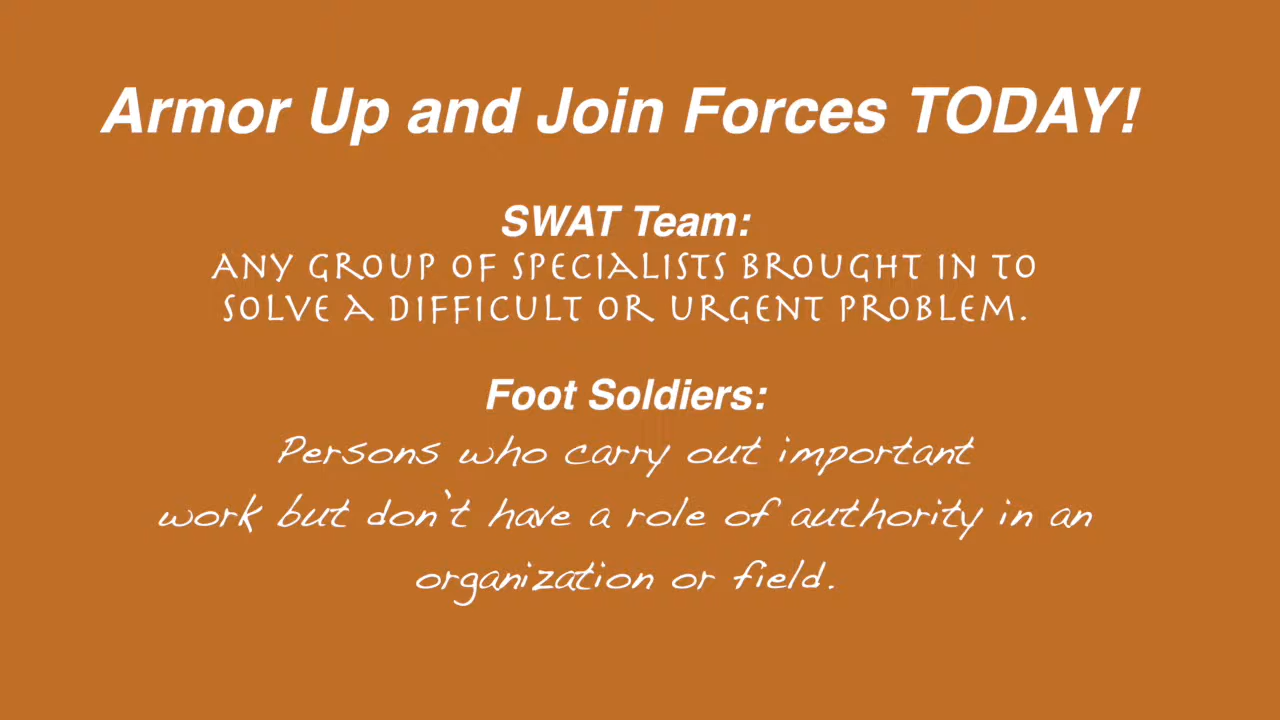 Armor Up and Join Forces TODAY!
SWAT Team:
ANY GROUP OF SPECIALISTS BROUGHT IN TO
SOLVE A DIFFICULT OR URGENT PROBLEM.
Foot Soldiers:
Persons who carry out important
work but don't have a role of authority in an
organization or field.